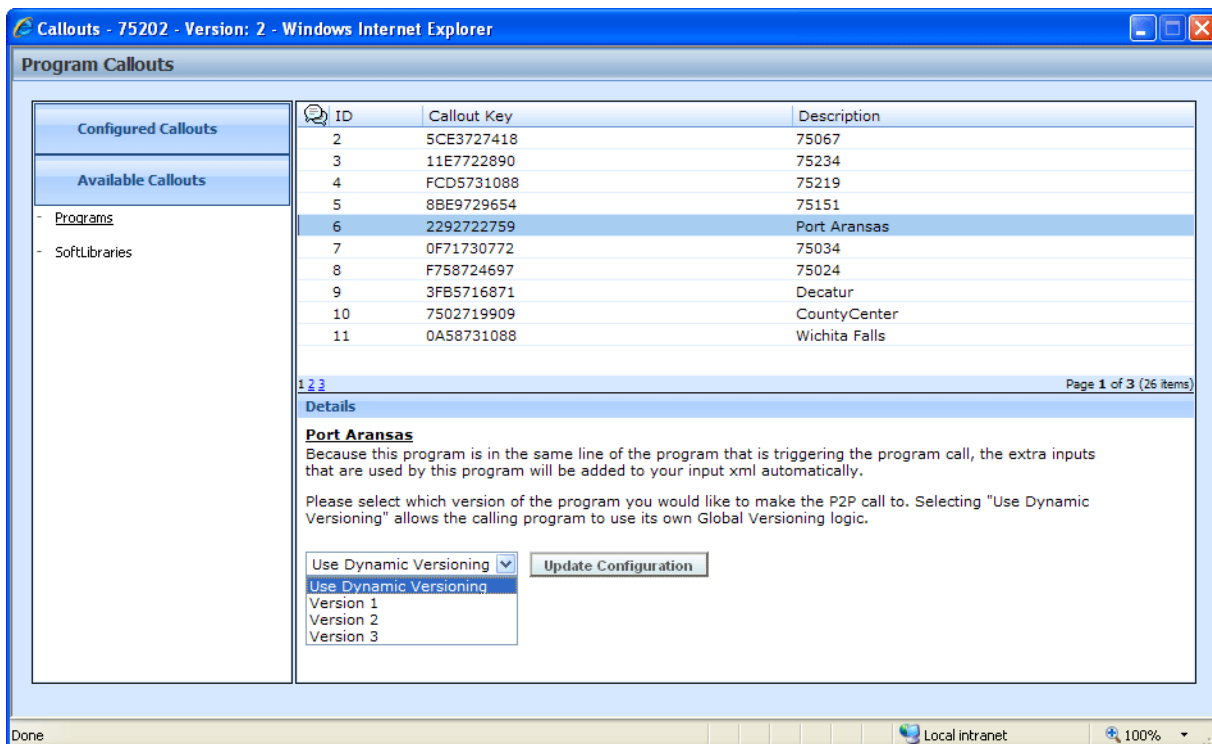 Callouts - 75202 - Version: 2 - Windows Internet Explorer
Program Callouts
Configured Callouts
Available Callouts
- Programs
- SoftLibraries
ID Callout Key Description
2 5CE3727418 75067
3 11E7722890 75234
4 FCD5731088 75219
5 8BE9729654 75151
6 2292722759 Port Aransas
7 0F71730772 75034
8 F758724697 75024
9 3FB5716871 Decatur
10 7502719909 CountyCenter
11 0A58731088 Wichita Falls
1 2 3 Page 1 of 3 (26 items)
Details
Port Aransas
Because this program is in the same line of the program that is triggering the program call, the extra inputs
that are used by this program will be added to your input xml automatically.
Please select which version of the program you would like to make the P2P call to. Selecting "Use Dynamic
Versioning" allows the calling program to use its own Global Versioning logic.
Use Dynamic Versioning Update Configuration
Use Dynamic Versioning
Version 1
Version 2
Version 3
Done Local intranet 100%